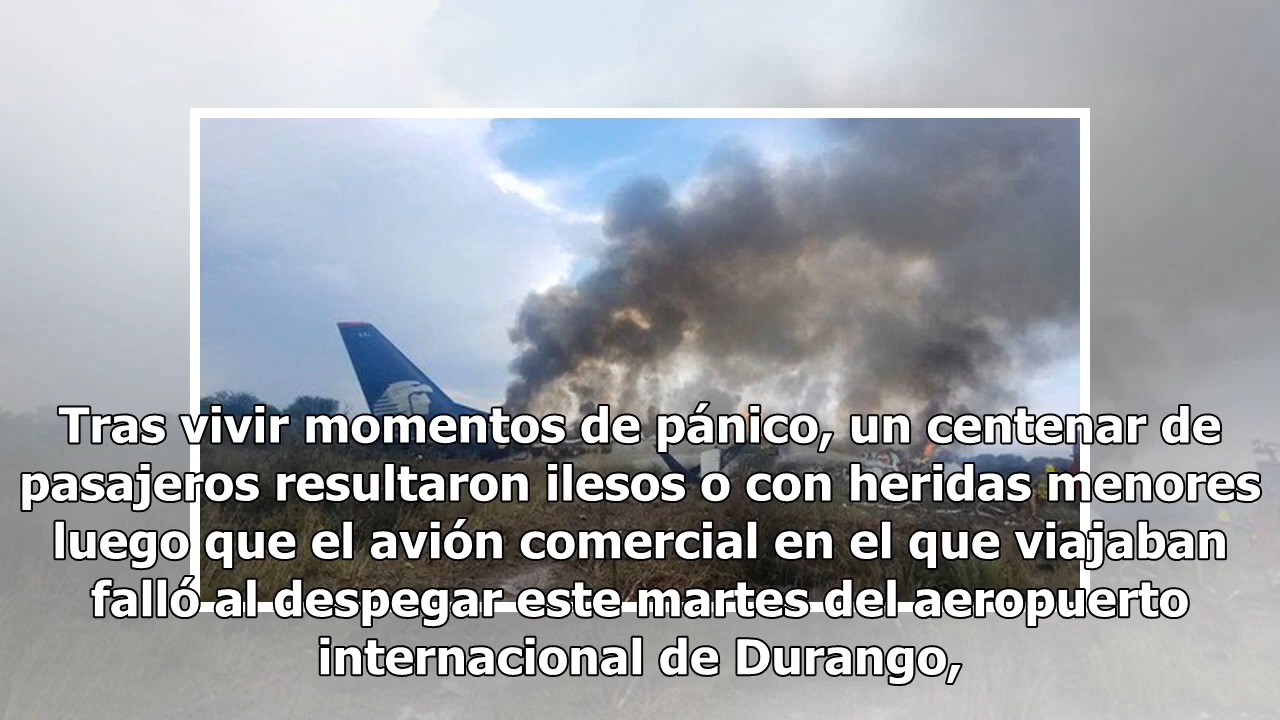 Tras vivir momentos de pánico, un centenar de
pasajeros resultaron ilesos o con heridas menores
luego que el avión comercial en el que viajaban
falló al despegar este martes del aeropuerto
internacional de Durango,